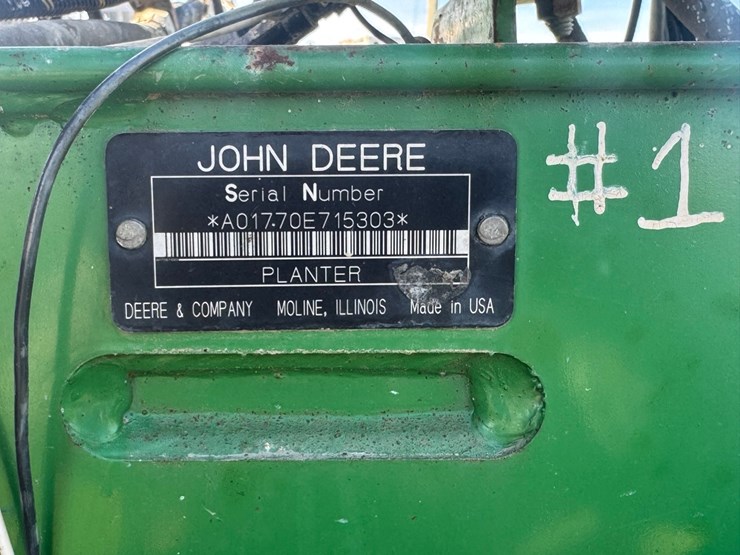 JOHN DEERE
Serial Number
*A01770E715303*
PLANTER
DEERE & COMPANY MOLINE, ILLINOIS Made in USA
#1